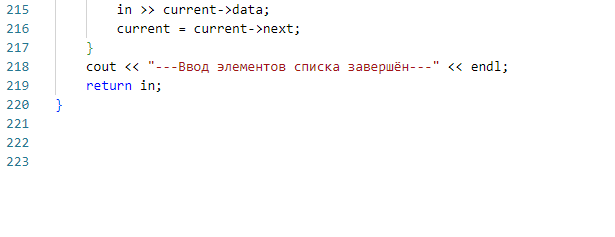 215 in >> current->data;
216 current = current->next;
217 }
218 cout << "---Ввод элементов списка завершён---" << endl;
219 return in;
220 }
221
222
223